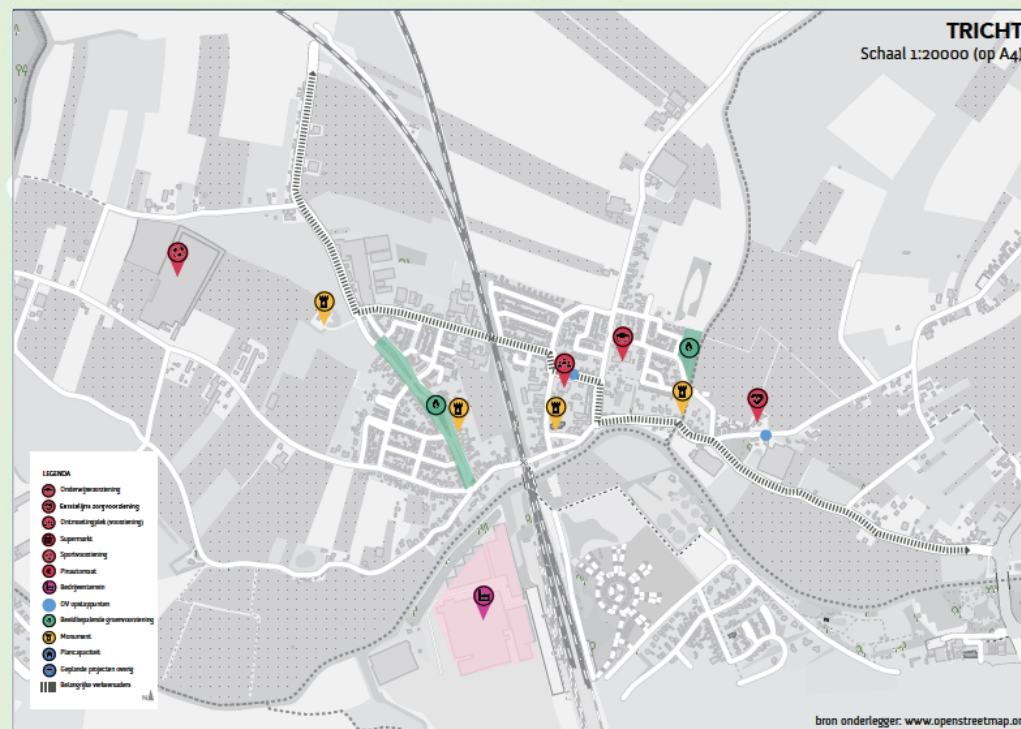 TRICHT
Schaal 1:20000 (op A4)
LEGENDA
Onderwijsvoorziening
Eerstelijns zorgvoorziening
Ontmoetingsplek (voorziening)
Supermarkt
Sportvoorziening
Pinautomaat
Bedrijventerrein
OV opstappunten
Beeldbepalende groenvoorziening
Monument
Plancapaciteit
Geplande projecten overig
Belangrijke verkeersaders
N
bron onderlegger: www.openstreetmap.or